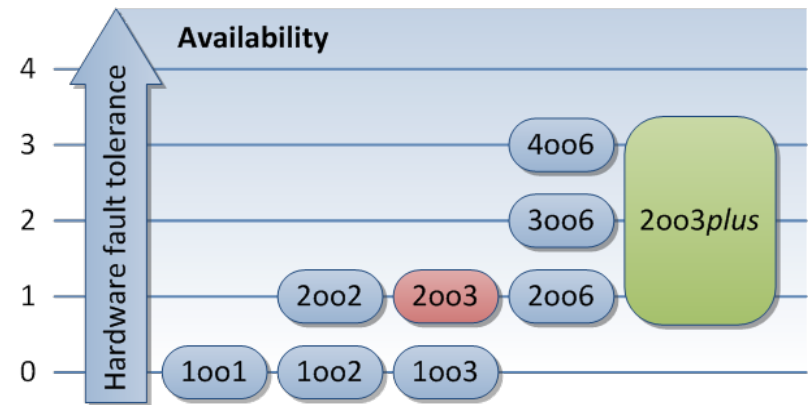 Availability
Hardware fault tolerance
4
3
4oo6
2
3oo6
2oo3plus
1
2oo2
2oo3
2oo6
0
1oo1
1oo2
1oo3